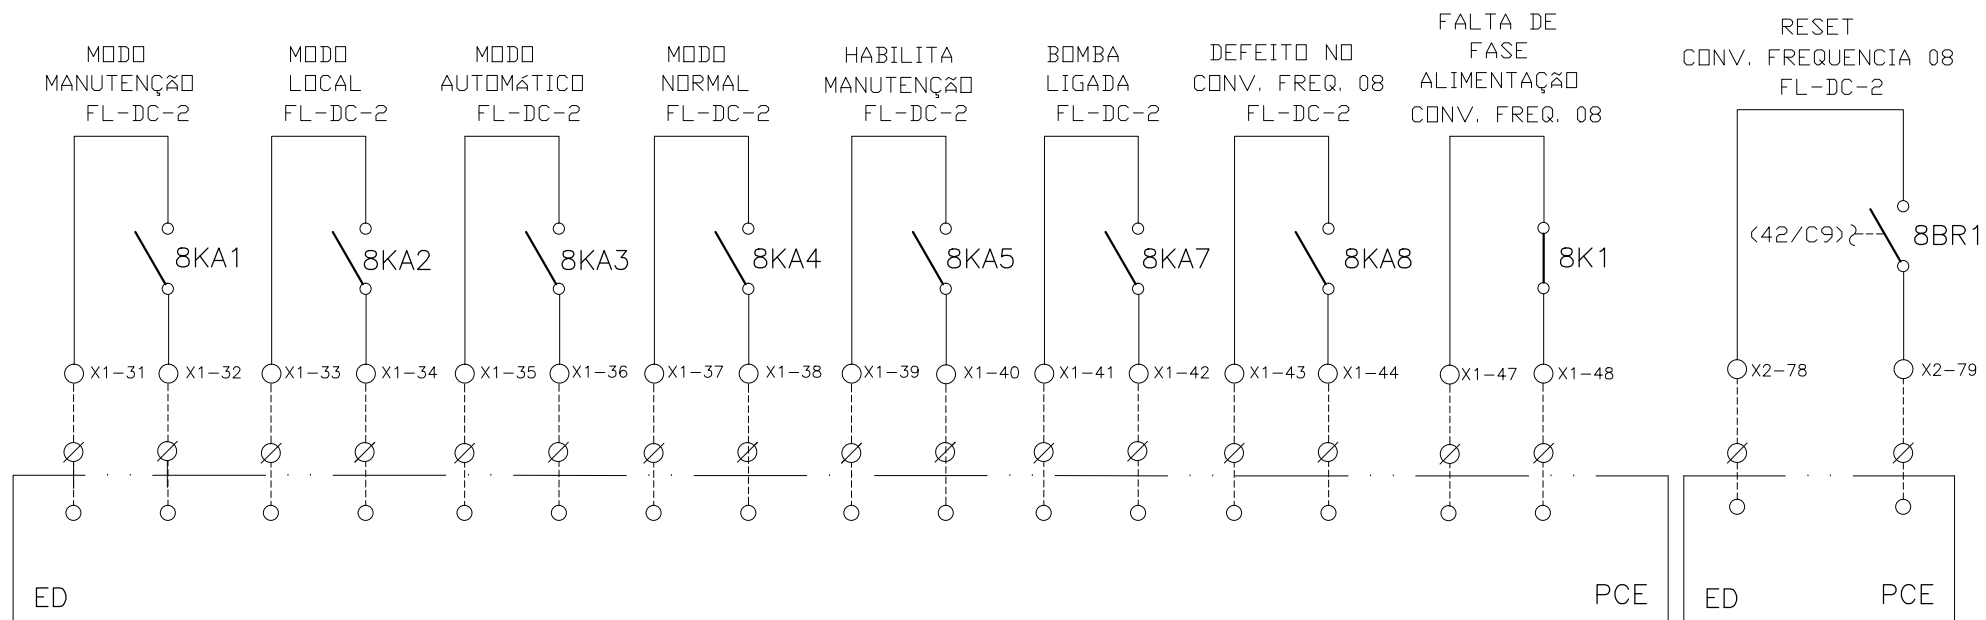 MODO
MANUTENÇÃO
FL-DC-2
MODO
LOCAL
FL-DC-2
MODO
AUTOMÁTICO
FL-DC-2
MODO
NORMAL
FL-DC-2
HABILITA
MANUTENÇÃO
FL-DC-2
BOMBA
LIGADA
FL-DC-2
DEFEITO NO
CONV. FREQ. 08
FL-DC-2
FALTA DE
FASE
ALIMENTAÇÃO
CONV. FREQ. 08
RESET
CONV. FREQUENCIA 08
FL-DC-2
8KA1
8KA2
8KA3
8KA4
8KA5
8KA7
8KA8
8K1
(42/C9)
8BR1
X1-31
X1-32
X1-33
X1-34
X1-35
X1-36
X1-37
X1-38
X1-39
X1-40
X1-41
X1-42
X1-43
X1-44
X1-47
X1-48
X2-78
X2-79
ED
PCE
ED
PCE